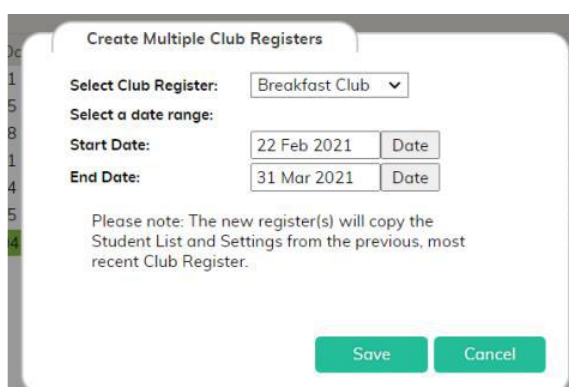 Create Multiple Club Registers
Select Club Register: Breakfast Club
Select a date range:
Start Date: 22 Feb 2021 Date
End Date: 31 Mar 2021 Date
Please note: The new register(s) will copy the
Student List and Settings from the previous, most
recent Club Register.
Save Cancel